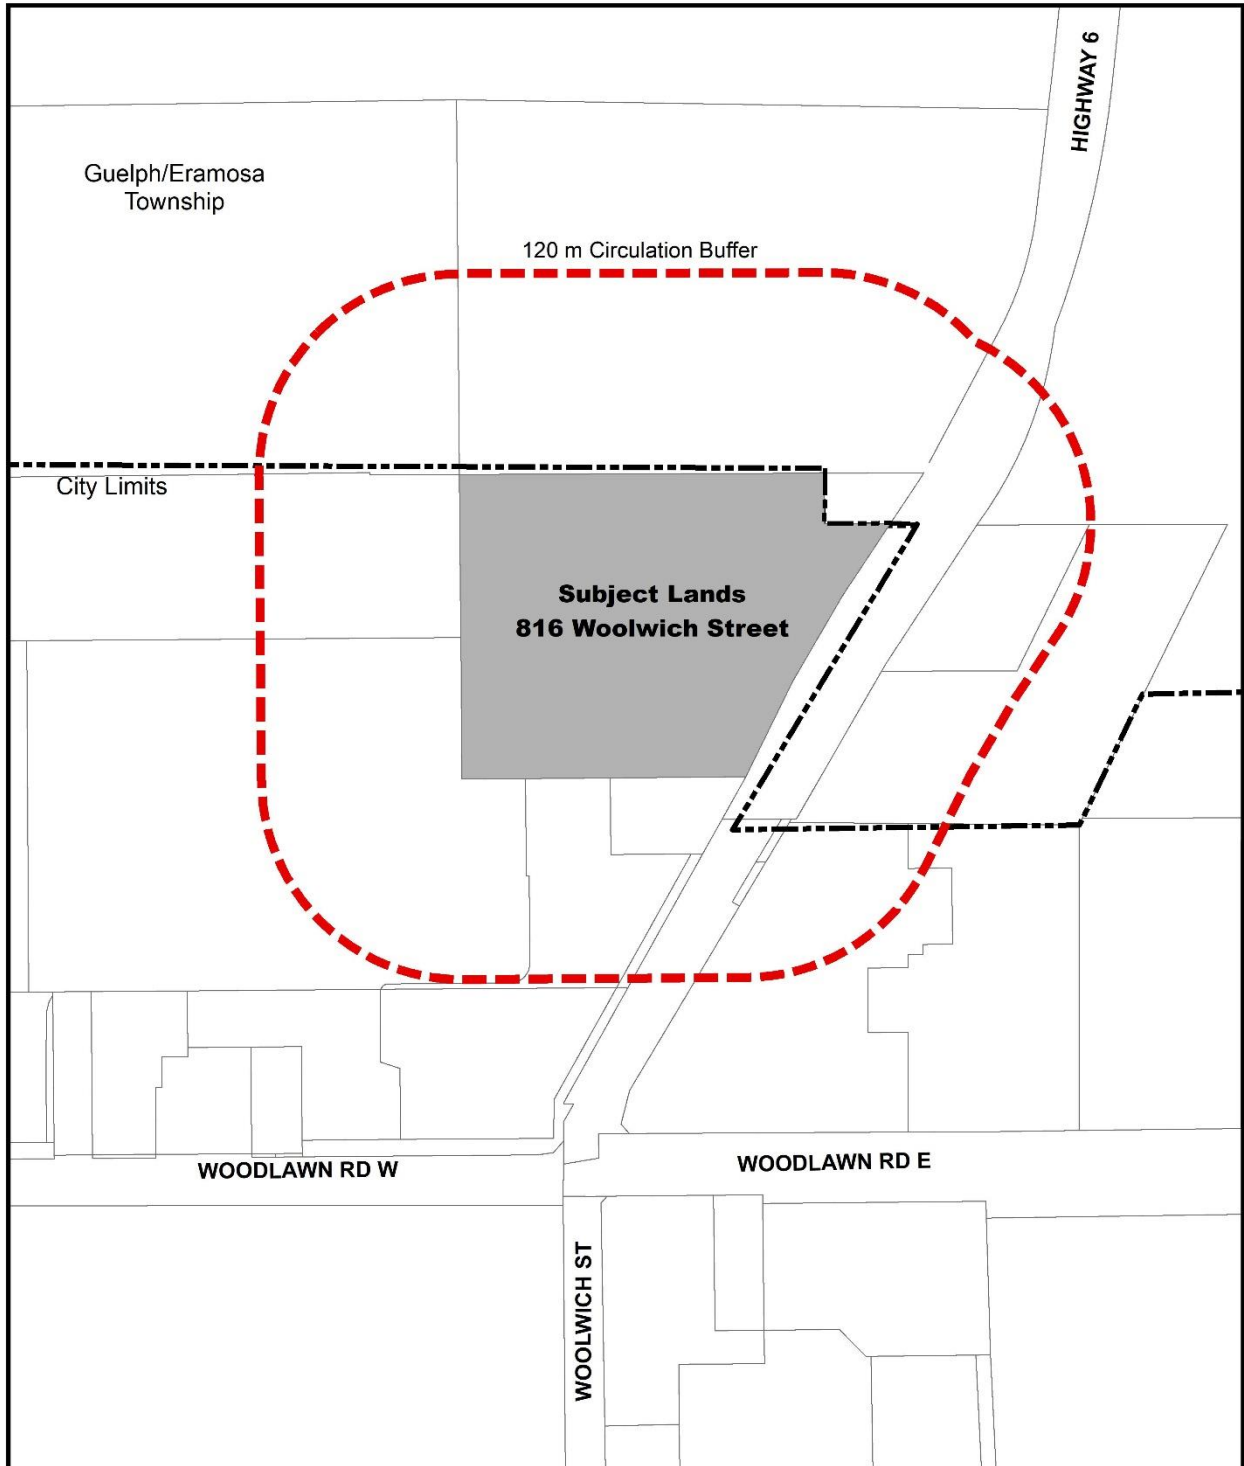 HIGHWAY 6
Guelph/Eramosa
Township
120 m Circulation Buffer
City Limits
Subject Lands
816 Woolwich Street
WOODLAWN RD W
WOODLAWN RD E
WOOLWICH ST